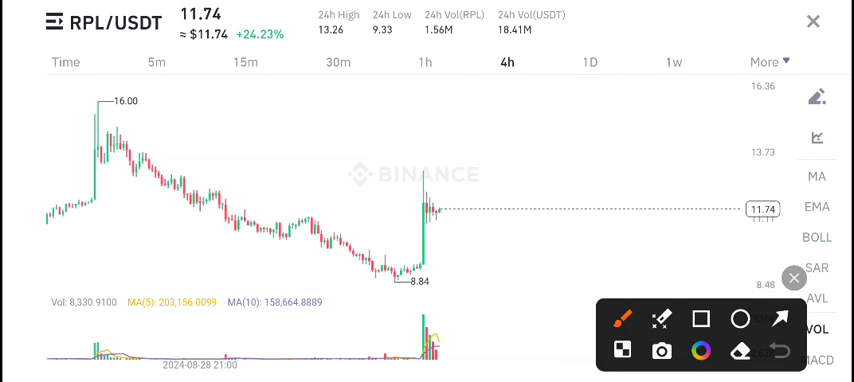 RPL/USDT
11.74
≈ $11.74 +24.23%
24h High
13.26
24h Low
9.33
24h Vol(RPL)
1.56M
24h Vol(USDT)
18.41M
Time 5m 15m 30m 1h 4h 1D 1w More
16.36
16.00
13.73
BINANCE
11.74
11.11
8.84
8.48
MA
EMA
BOLL
SAR
AVL
VOL
MACD
Vol: 8,330.9100 MA(5): 203,156.0099 MA(10): 158,664.8889
2024-08-28 21:00